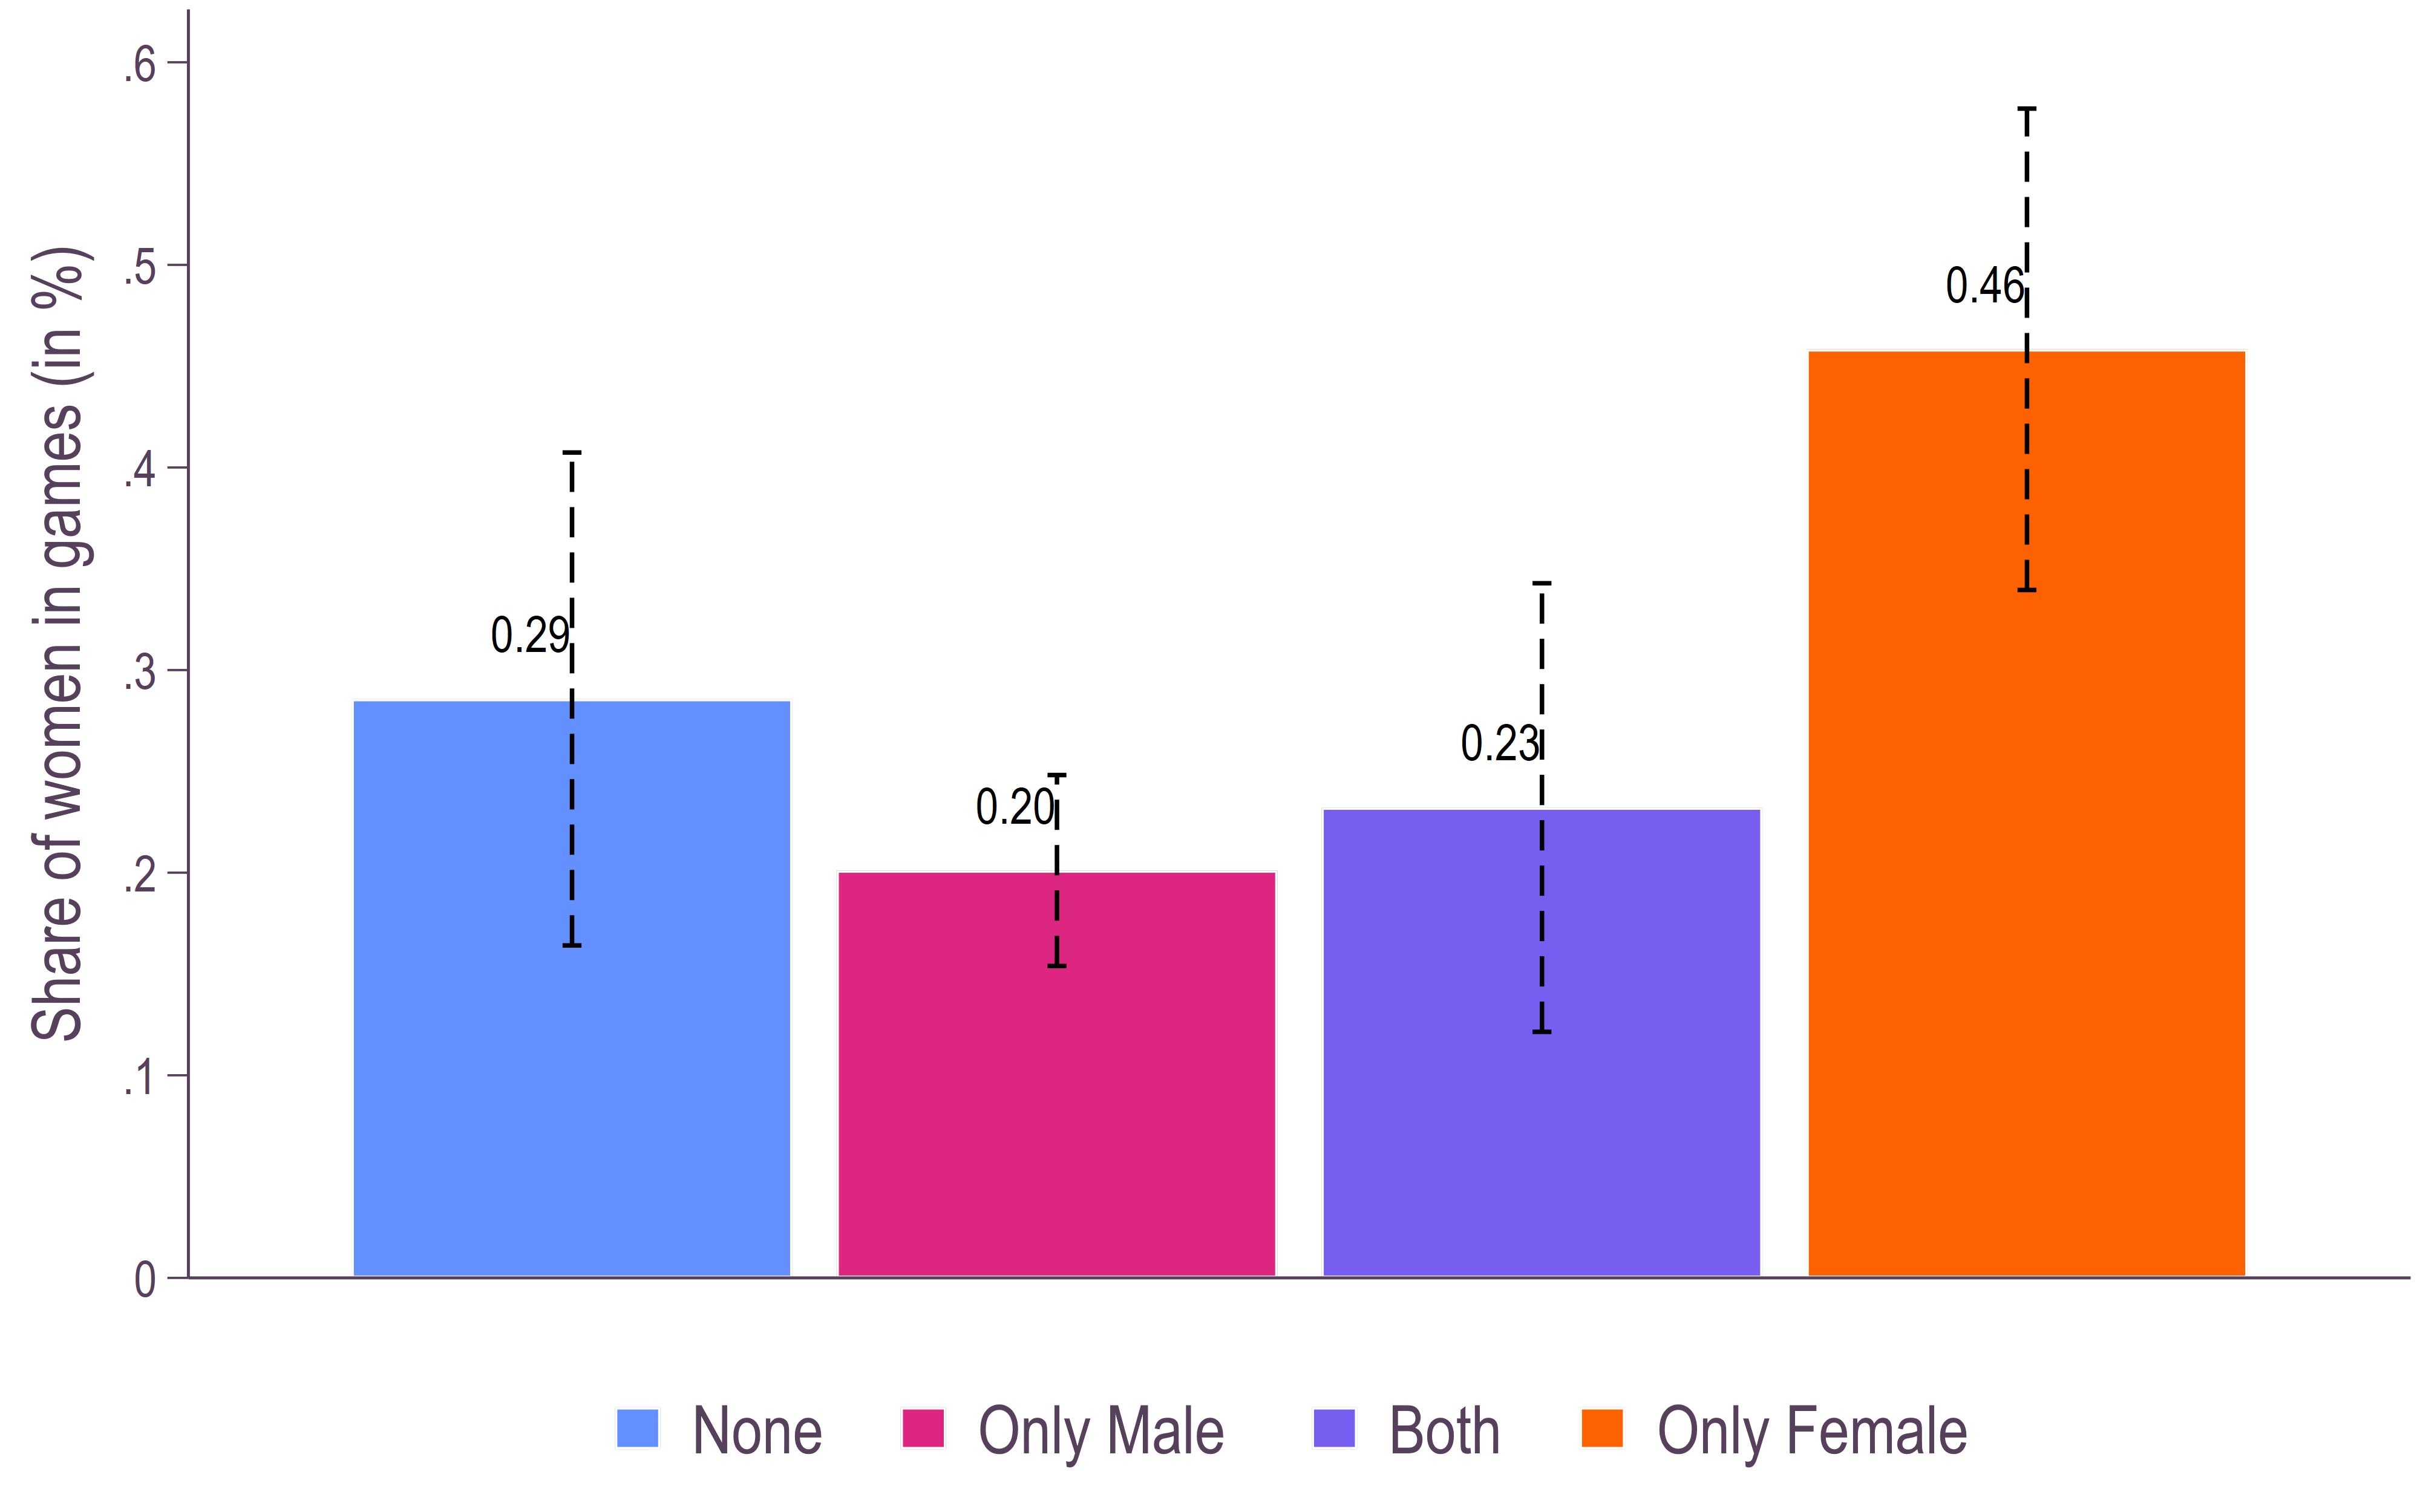 Share of women in games (in %)
.6
.5
.4
.3
.2
.1
0
0.29
0.20
0.23
0.46
None
Only Male
Both
Only Female